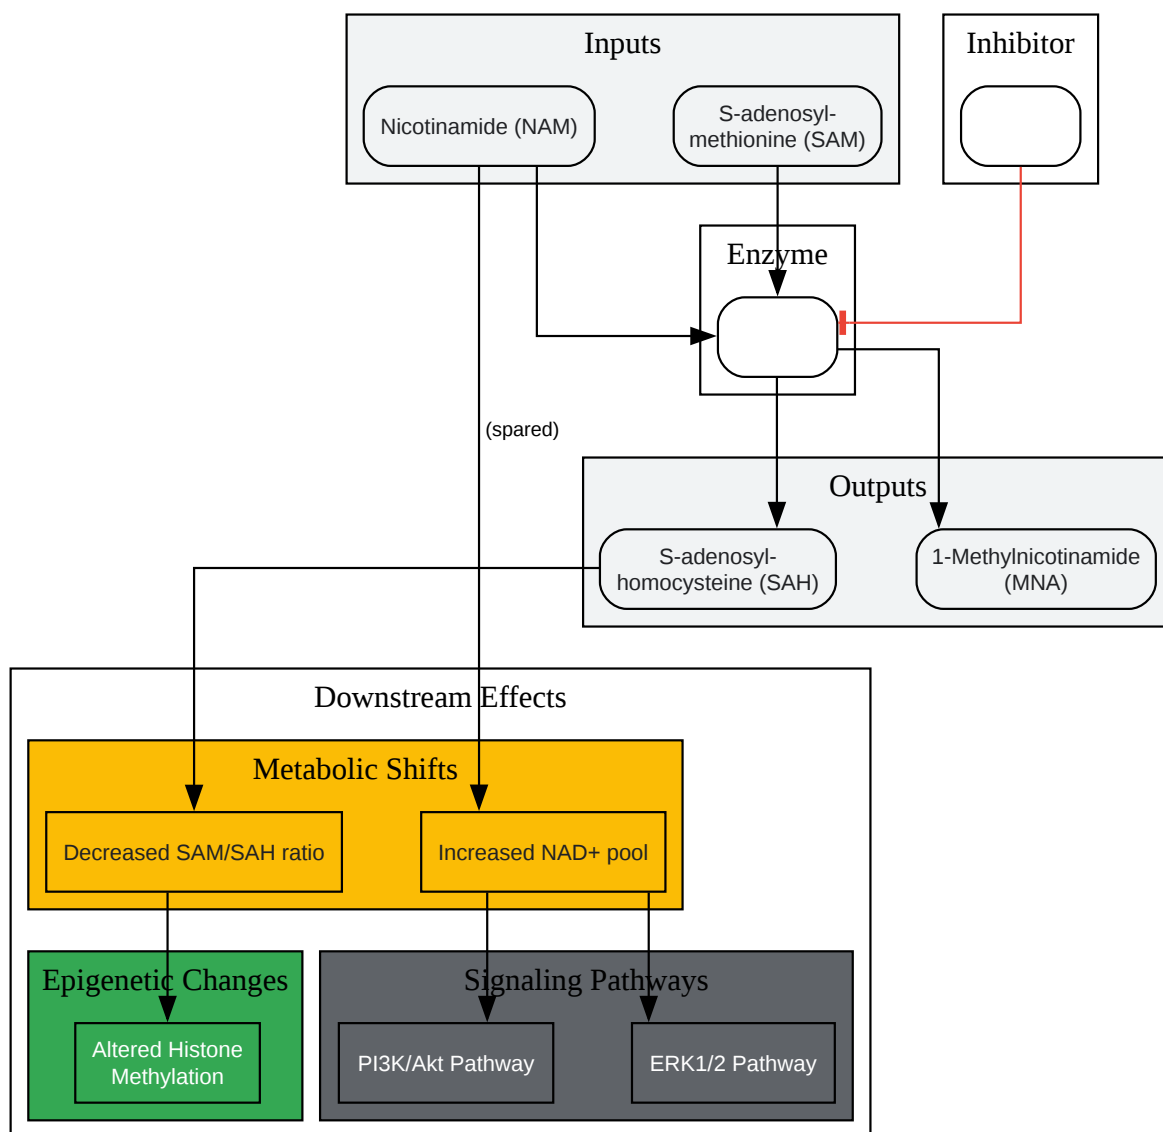 Inputs
Inhibitor
Nicotinamide (NAM)
S-adenosyl-
methionine (SAM)
Enzyme
(spared)
Outputs
S-adenosyl-
homocysteine (SAH)
1-Methylnicotinamide
(MNA)
Downstream Effects
Metabolic Shifts
Decreased SAM/SAH ratio
Increased NAD+ pool
Epigenetic Changes
Signaling Pathways
Altered Histone
Methylation
PI3K/Akt Pathway
ERK1/2 Pathway